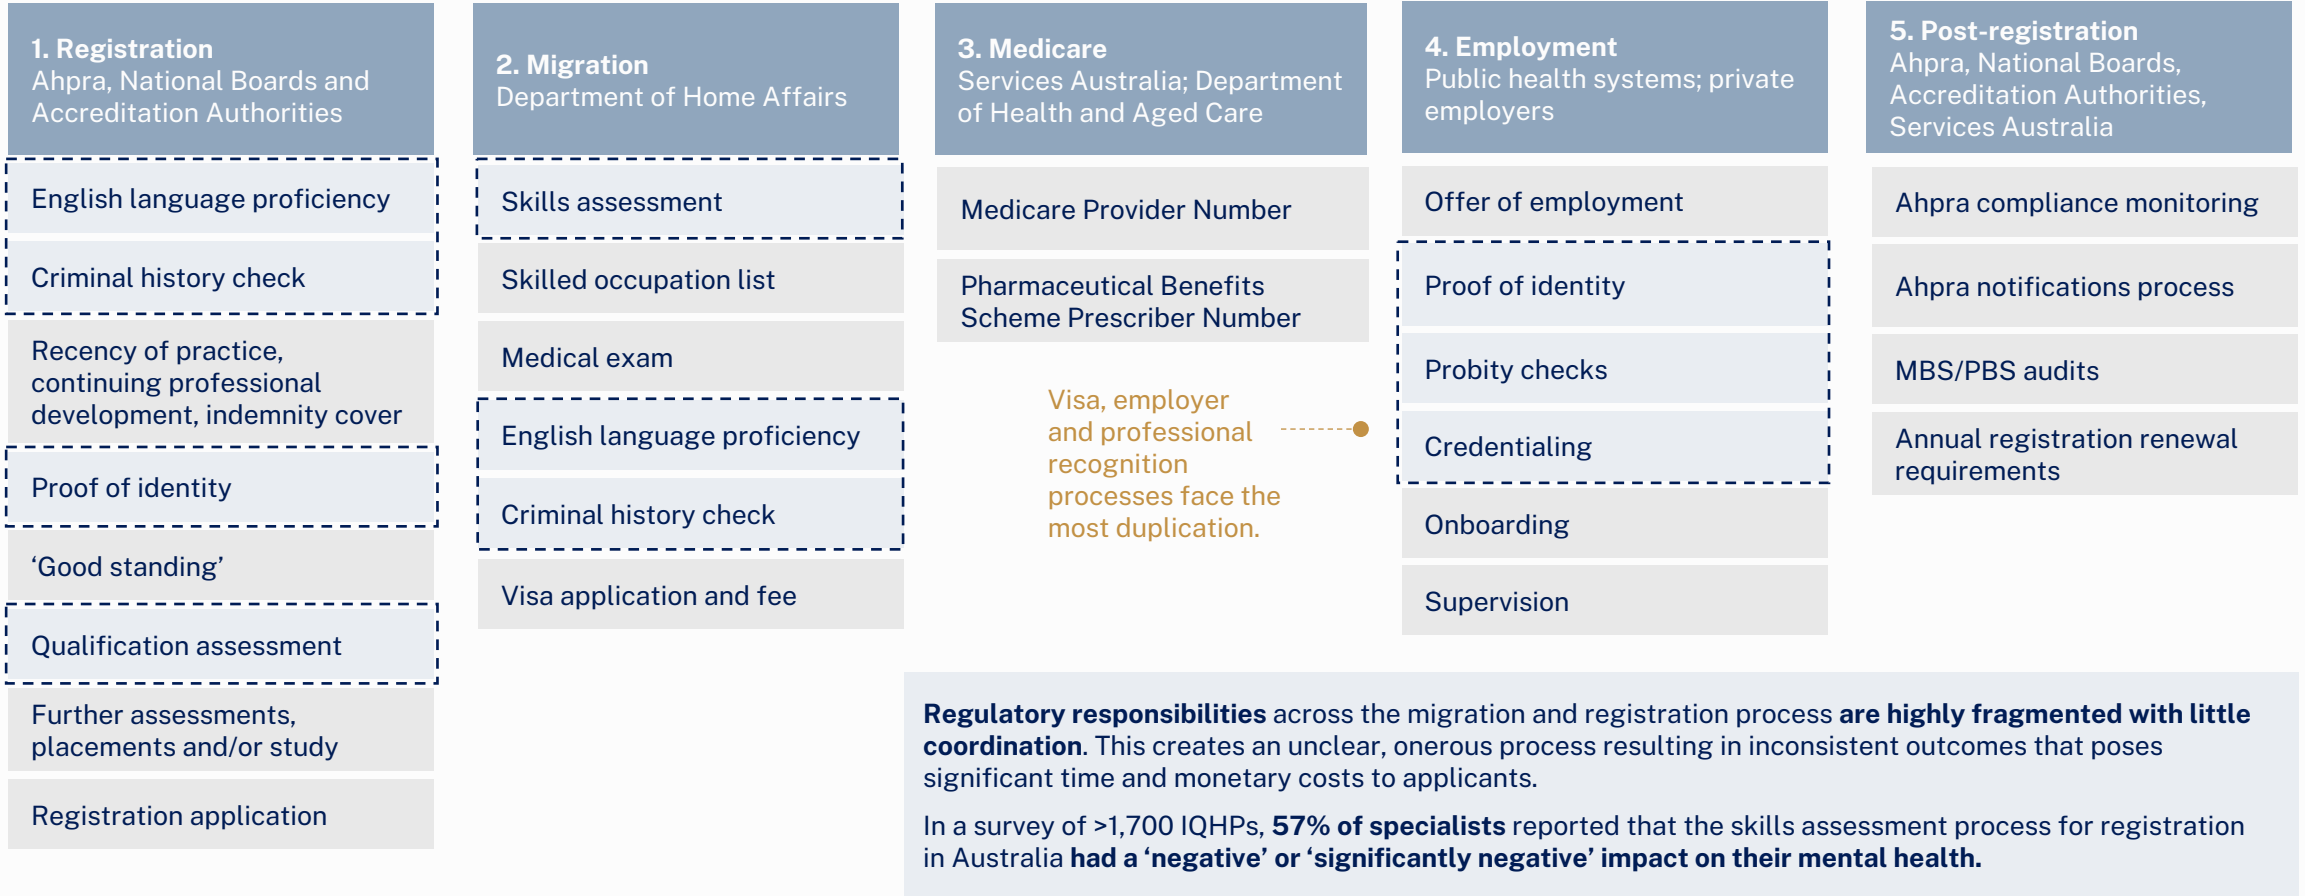 1. Registration
Ahpra, National Boards and
Accreditation Authorities
English language proficiency
Criminal history check
Recency of practice,
continuing professional
development, indemnity cover
Proof of identity
‘Good standing’
Qualification assessment
Further assessments,
placements and/or study
Registration application
2. Migration
Department of Home Affairs
Skills assessment
Skilled occupation list
Medical exam
English language proficiency
Criminal history check
Visa application and fee
3. Medicare
Services Australia; Department
of Health and Aged Care
Medicare Provider Number
Pharmaceutical Benefits
Scheme Prescriber Number
Visa, employer
and professional
recognition
processes face the
most duplication.
4. Employment
Public health systems; private
employers
Offer of employment
Proof of identity
Probity checks
Credentialing
Onboarding
Supervision
5. Post-registration
Ahpra, National Boards,
Accreditation Authorities,
Services Australia
Ahpra compliance monitoring
Ahpra notifications process
MBS/PBS audits
Annual registration renewal
requirements
Regulatory responsibilities across the migration and registration process are highly fragmented with little
coordination. This creates an unclear, onerous process resulting in inconsistent outcomes that poses
significant time and monetary costs to applicants.
In a survey of >1,700 IQHPs, 57% of specialists reported that the skills assessment process for registration
in Australia had a ‘negative’ or ‘significantly negative’ impact on their mental health.